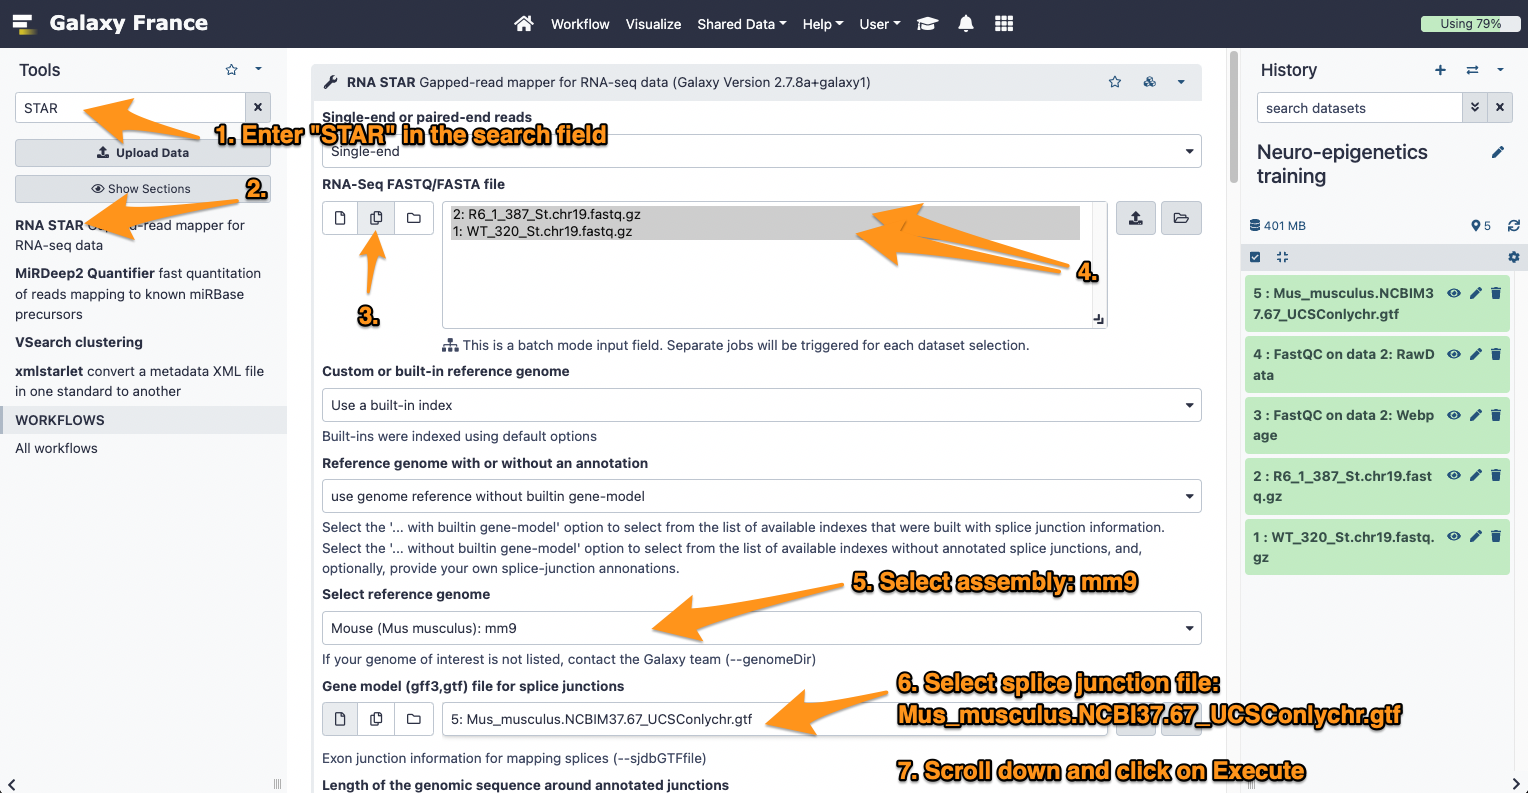 Galaxy France
Workflow Visualize Shared Data Help User
Using 79%
Tools
STAR
1. Enter "STAR" in the search field
Upload Data
Show Sections
2.
RNA STAR Gapped-read mapper for
RNA-seq data
MiRDeep2 Quantifier fast quantitation
of reads mapping to known miRBase
precursors
VSearch clustering
xmlstarlet convert a metadata XML file
in one standard to another
WORKFLOWS
All workflows
RNA STAR Gapped-read mapper for RNA-seq data (Galaxy Version 2.7.8a+galaxy1)
Single-end or paired-end reads
Single-end
RNA-Seq FASTQ/FASTA file
2: R6_1_387_St.chr19.fastq.gz
1: WT_320_St.chr19.fastq.gz
3.
4.
This is a batch mode input field. Separate jobs will be triggered for each dataset selection.
Custom or built-in reference genome
Use a built-in index
Built-ins were indexed using default options
Reference genome with or without an annotation
use genome reference without builtin gene-model
Select the '... with builtin gene-model' option to select from the list of available indexes that were built with splice junction information.
Select the '... without builtin gene-model' option to select from the list of available indexes without annotated splice junctions, and,
optionally, provide your own splice-junction annonations.
5. Select assembly: mm9
Select reference genome
Mouse (Mus musculus): mm9
If your genome of interest is not listed, contact the Galaxy team (--genomeDir)
Gene model (gff3,gtf) file for splice junctions
6. Select splice junction file:
Mus_musculus.NCBI37.67_UCSConlychr.gtf
5: Mus_musculus.NCBIM37.67_UCSConlychr.gtf
Exon junction information for mapping splices (--sjdbGTFfile)
7. Scroll down and click on Execute
Length of the genomic sequence around annotated junctions
History
search datasets
Neuro-epigenetics
training
401 MB
5
5 : Mus_musculus.NCBIM3
7.67_UCSConlychr.gtf
4 : FastQC on data 2: RawD
ata
3 : FastQC on data 2: Webp
age
2 : R6_1_387_St.chr19.fast
q.gz
1 : WT_320_St.chr19.fastq.
gz